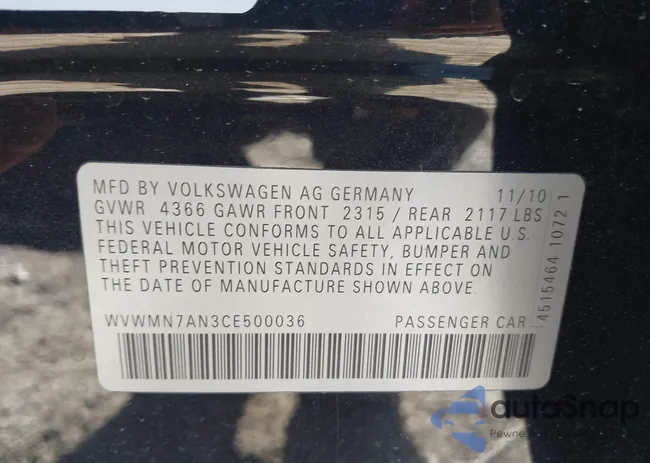 MFD BY VOLKSWAGEN AG GERMANY 11/10
GVWR 4366 GAWR FRONT 2315 / REAR 2117 LBS
THIS VEHICLE CONFORMS TO ALL APPLICABLE U.S.
FEDERAL MOTOR VEHICLE SAFETY, BUMPER AND
THEFT PREVENTION STANDARDS IN EFFECT ON
THE DATE OF MANUFACTURE SHOWN ABOVE.
WVWMN7AN3CE500036 PASSENGER CAR
4515464 1072 1
autoSnap